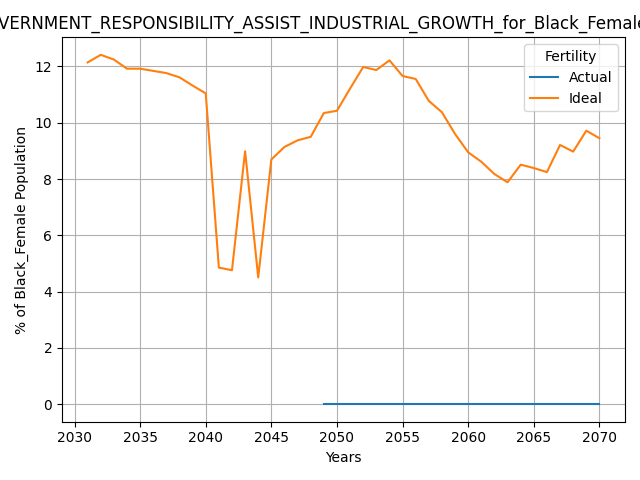 VERNMENT_RESPONSIBILITY_ASSIST_INDUSTRIAL_GROWTH_for_Black_Female
Fertility
Actual
Ideal
% of Black_Female Population
12
10
8
6
4
2
0
2030 2035 2040 2045 2050 2055 2060 2065 2070
Years